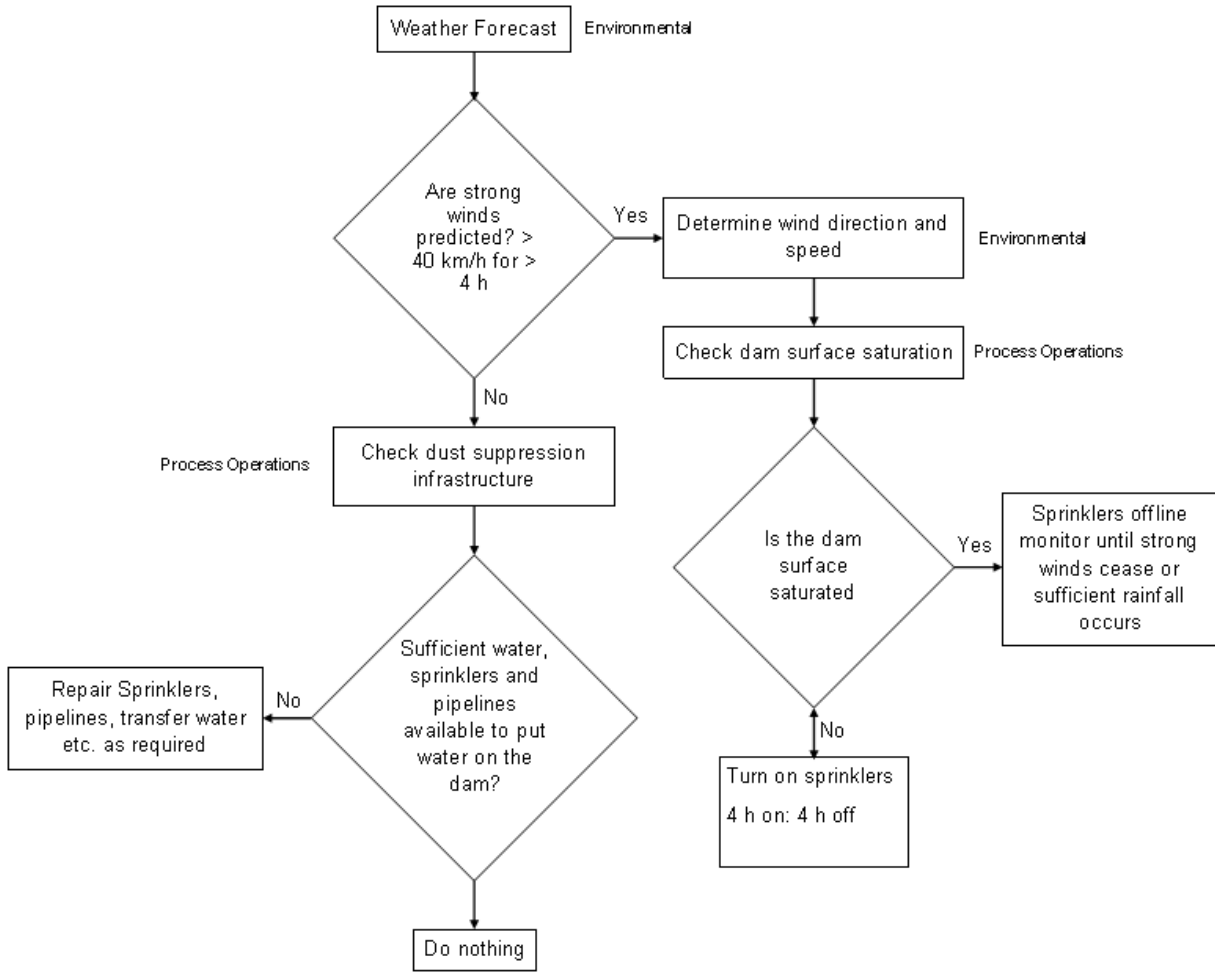 Weather Forecast
Environmental
Are strong
winds
predicted? >
40 km/h for >
4 h
Yes
Determine wind direction and
speed
Environmental
Check dam surface saturation
Process Operations
No
Check dust suppression
infrastructure
Process Operations
Is the dam
surface
saturated
Yes
Sprinklers offline
monitor until strong
winds cease or
sufficient rainfall
occurs
No
Turn on sprinklers
4 h on: 4 h off
Sufficient water,
sprinklers and
pipelines
available to put
water on the
dam?
No
Repair Sprinklers,
pipelines, transfer water
etc. as required
Do nothing